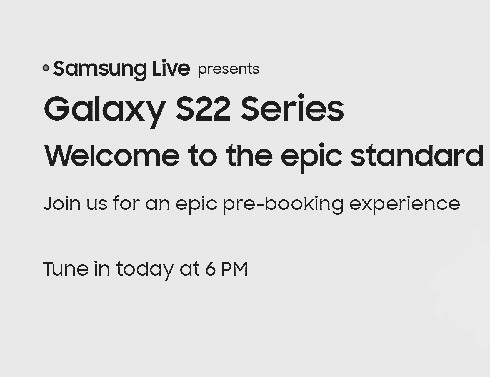 Samsung Live presents
Galaxy S22 Series
Welcome to the epic standard
Join us for an epic pre-booking experience
Tune in today at 6 PM